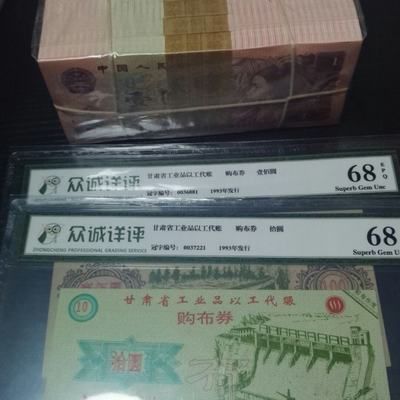 中国人民
1
众诚评级
甘肃省工业品以工代赈 购布券 壹佰圆
冠字编号：0036881 1993年发行
68
EPQ
Superb Gem Unc
众诚详评
ZHONGCHENG PROFESSIONAL GRADING SERVICE
甘肃省工业品以工代赈 购布券 拾圆
冠字编号：0037221 1993年发行
68
Superb Gem U
100
甘肃省工业品以工代赈
10
购布券
拾圆